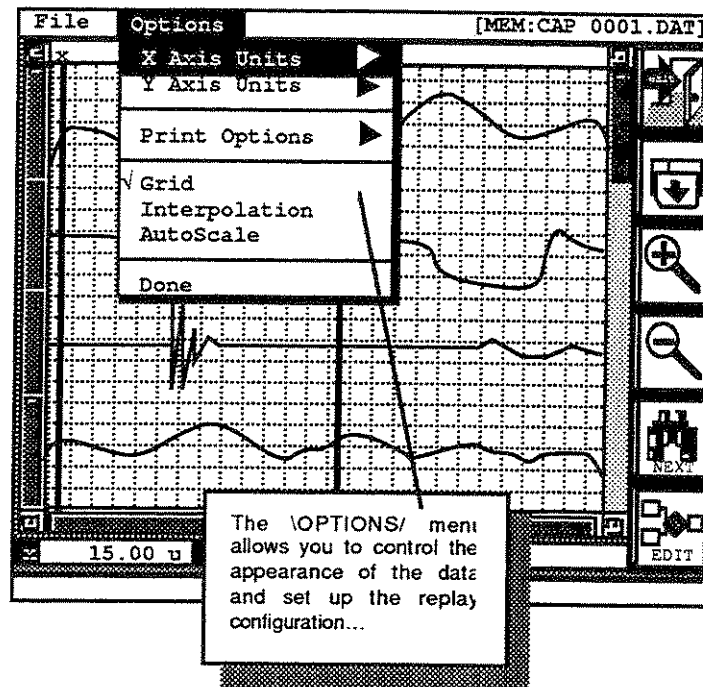 File Options [MEM:CAP 0001.DAT]
x
X Axis Units
Y Axis Units
Print Options
√ Grid
Interpolation
AutoScale
Done
NEXT
EDIT
15.00 u
The \OPTIONS/ menu
allows you to control the
appearance of the data
and set up the replay
configuration...